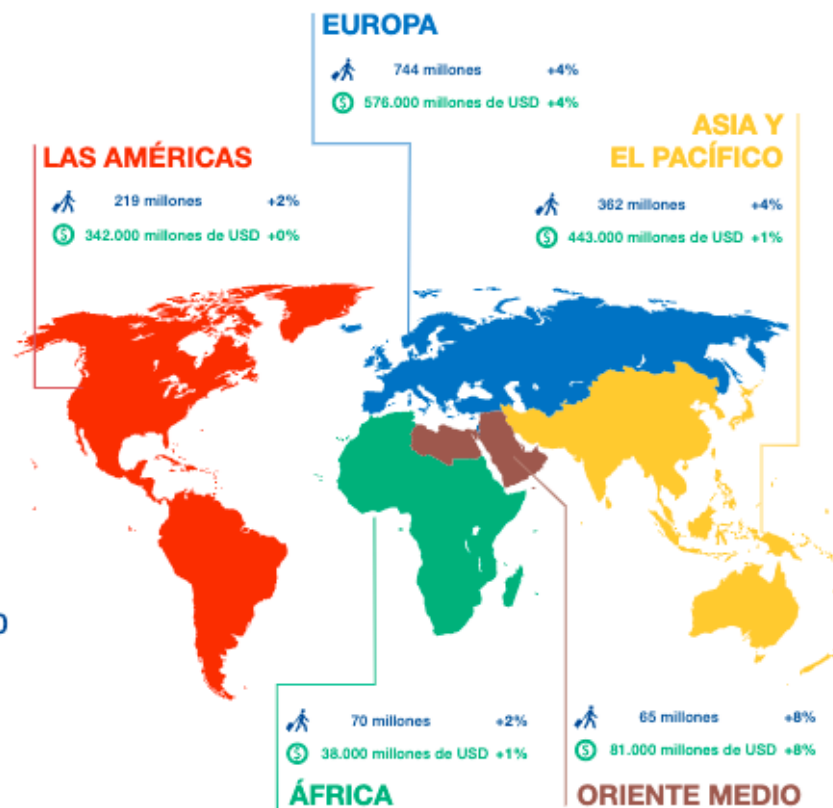 EUROPA
744 millones +4%
576.000 millones de USD +4%
LAS AMÉRICAS
219 millones +2%
342.000 millones de USD +0%
ASIA Y
EL PACÍFICO
362 millones +4%
443.000 millones de USD +1%
70 millones +2%
38.000 millones de USD +1%
ÁFRICA
65 millones +8%
81.000 millones de USD +8%
ORIENTE MEDIO